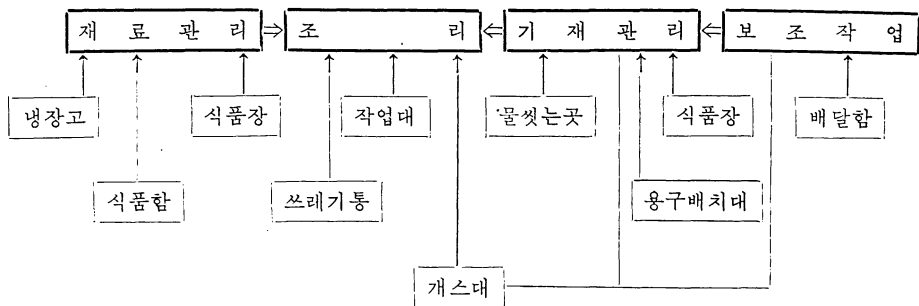 재료관리 ⇒ 조리 ⇐ 기재관리 ⇐ 보조작업
냉장고 식품장 작업대 물씻는곳 식품장 배달함
식품함 쓰레기통 용구배치대
개스대